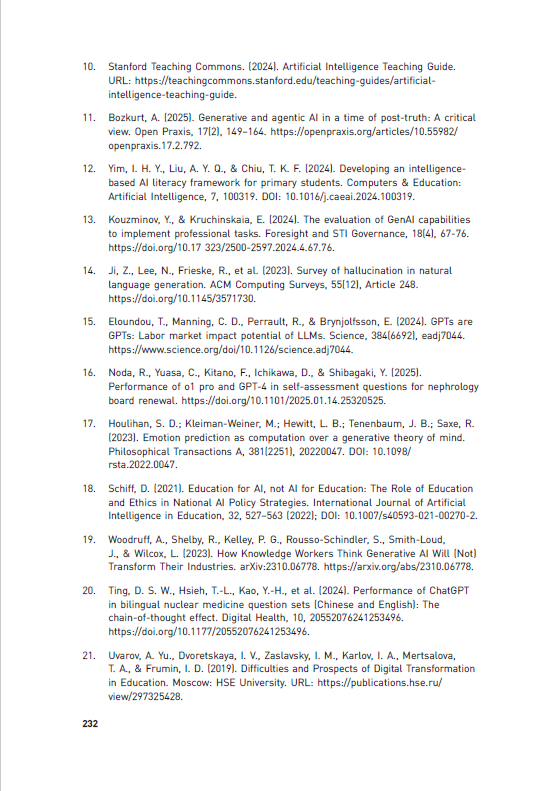 10. Stanford Teaching Commons. (2024). Artificial Intelligence Teaching Guide.
URL: https://teachingcommons.stanford.edu/teaching-guides/artificial-
intelligence-teaching-guide.
11. Bozkurt, A. (2025). Generative and agentic AI in a time of post-truth: A critical
view. Open Praxis, 17(2), 149–164. https://openpraxis.org/articles/10.55982/
openpraxis.17.2.792.
12. Yim, I. H. Y., Liu, A. Y. Q., & Chiu, T. K. F. (2024). Developing an intelligence-
based AI literacy framework for primary students. Computers & Education:
Artificial Intelligence, 7, 100319. DOI: 10.1016/j.caeai.2024.100319.
13. Kouzminov, Y., & Kruchinskaia, E. (2024). The evaluation of GenAI capabilities
to implement professional tasks. Foresight and STI Governance, 18(4), 67-76.
https://doi.org/10.17 323/2500-2597.2024.4.67.76.
14. Ji, Z., Lee, N., Frieske, R., et al. (2023). Survey of hallucination in natural
language generation. ACM Computing Surveys, 55(12), Article 248.
https://doi.org/10.1145/3571730.
15. Eloundou, T., Manning, C. D., Perrault, R., & Brynjolfsson, E. (2024). GPTs are
GPTs: Labor market impact potential of LLMs. Science, 384(6692), eadj7044.
https://www.science.org/doi/10.1126/science.adj7044.
16. Noda, R., Yuasa, C., Kitano, F., Ichikawa, D., & Shibagaki, Y. (2025).
Performance of o1 pro and GPT-4 in self-assessment questions for nephrology
board renewal. https://doi.org/10.1101/2025.01.14.25320525.
17. Houlihan, S. D.; Kleiman-Weiner, M.; Hewitt, L. B.; Tenenbaum, J. B.; Saxe, R.
(2023). Emotion prediction as computation over a generative theory of mind.
Philosophical Transactions A, 381(2251), 20220047. DOI: 10.1098/
rsta.2022.0047.
18. Schiff, D. (2021). Education for AI, not AI for Education: The Role of Education
and Ethics in National AI Policy Strategies. International Journal of Artificial
Intelligence in Education, 32, 527–563 (2022); DOI: 10.1007/s40593-021-00270-2.
19. Woodruff, A., Shelby, R., Kelley, P. G., Rousso-Schindler, S., Smith-Loud,
J., & Wilcox, L. (2023). How Knowledge Workers Think Generative AI Will (Not)
Transform Their Industries. arXiv:2310.06778. https://arxiv.org/abs/2310.06778.
20. Ting, D. S. W., Hsieh, T.-L., Kao, Y.-H., et al. (2024). Performance of ChatGPT
in bilingual nuclear medicine question sets (Chinese and English): The
chain-of-thought effect. Digital Health, 10, 20552076241253496.
https://doi.org/10.1177/20552076241253496.
21. Uvarov, A. Yu., Dvoretskaya, I. V., Zaslavsky, I. M., Karlov, I. A., Mertsalova,
T. A., & Frumin, I. D. (2019). Difficulties and Prospects of Digital Transformation
in Education. Moscow: HSE University. URL: https://publications.hse.ru/
view/297325428.
232